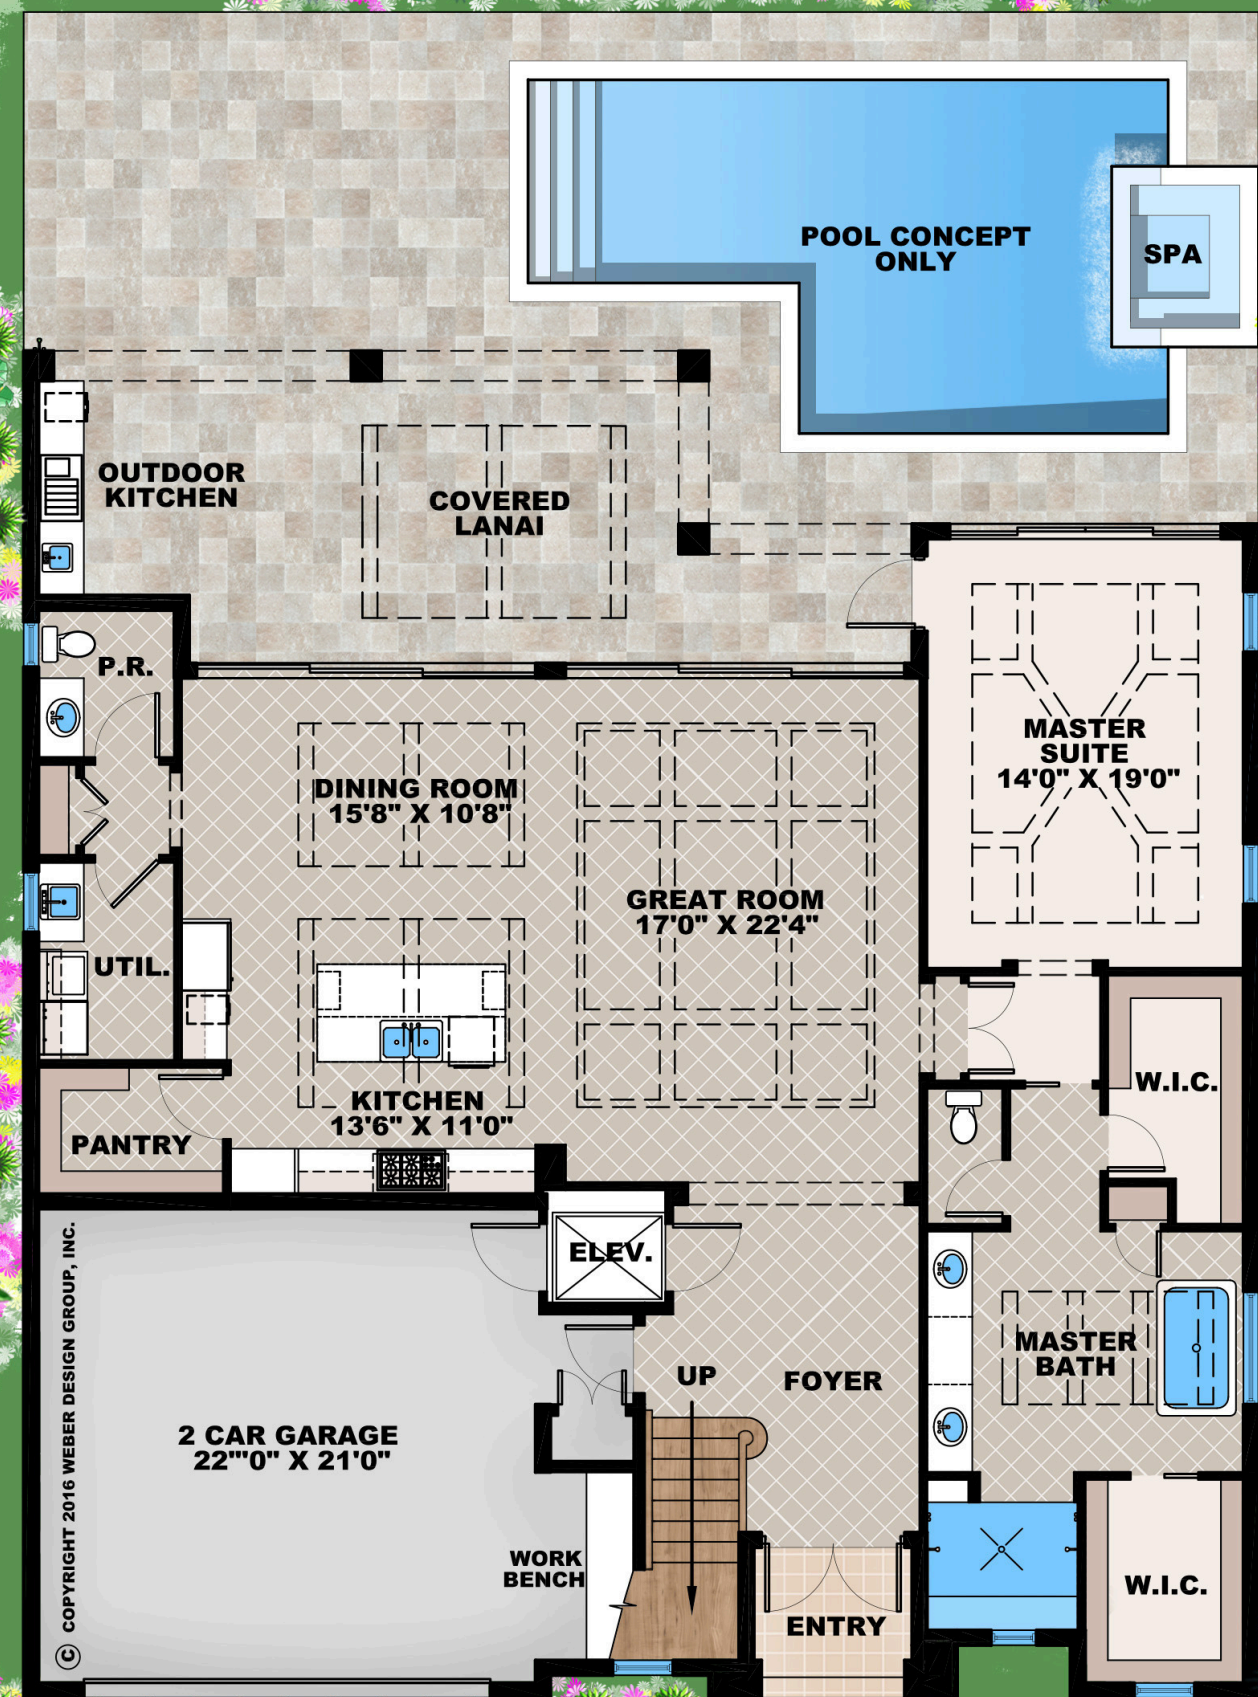 POOL CONCEPT
ONLY
SPA
OUTDOOR
KITCHEN
COVERED
LANAI
P.R.
MASTER
SUITE
14'0" X 19'0"
DINING ROOM
15'8" X 10'8"
GREAT ROOM
17'0" X 22'4"
UTIL.
W.I.C.
KITCHEN
13'6" X 11'0"
PANTRY
ELEV.
MASTER
BATH
UP
FOYER
2 CAR GARAGE
22'"0" X 21'0"
WORK
BENCH
W.I.C.
ENTRY
© COPYRIGHT 2016 WEBER DESIGN GROUP, INC.